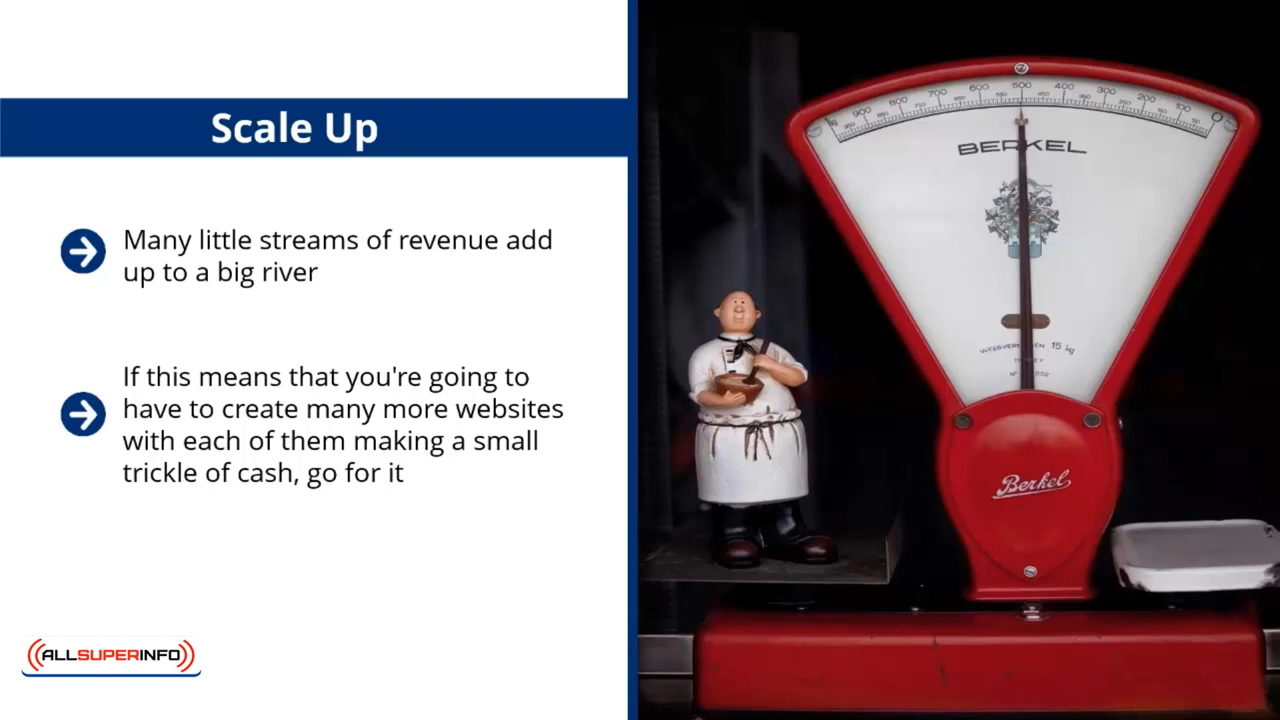 Scale Up
Many little streams of revenue add
up to a big river
If this means that you're going to
have to create many more websites
with each of them making a small
trickle of cash, go for it
ALLSUPERINFO
900 800 700 600 500 400 300 200 100 0
BERKEL
WEEGVERMOGEN 15 kg
Berkel